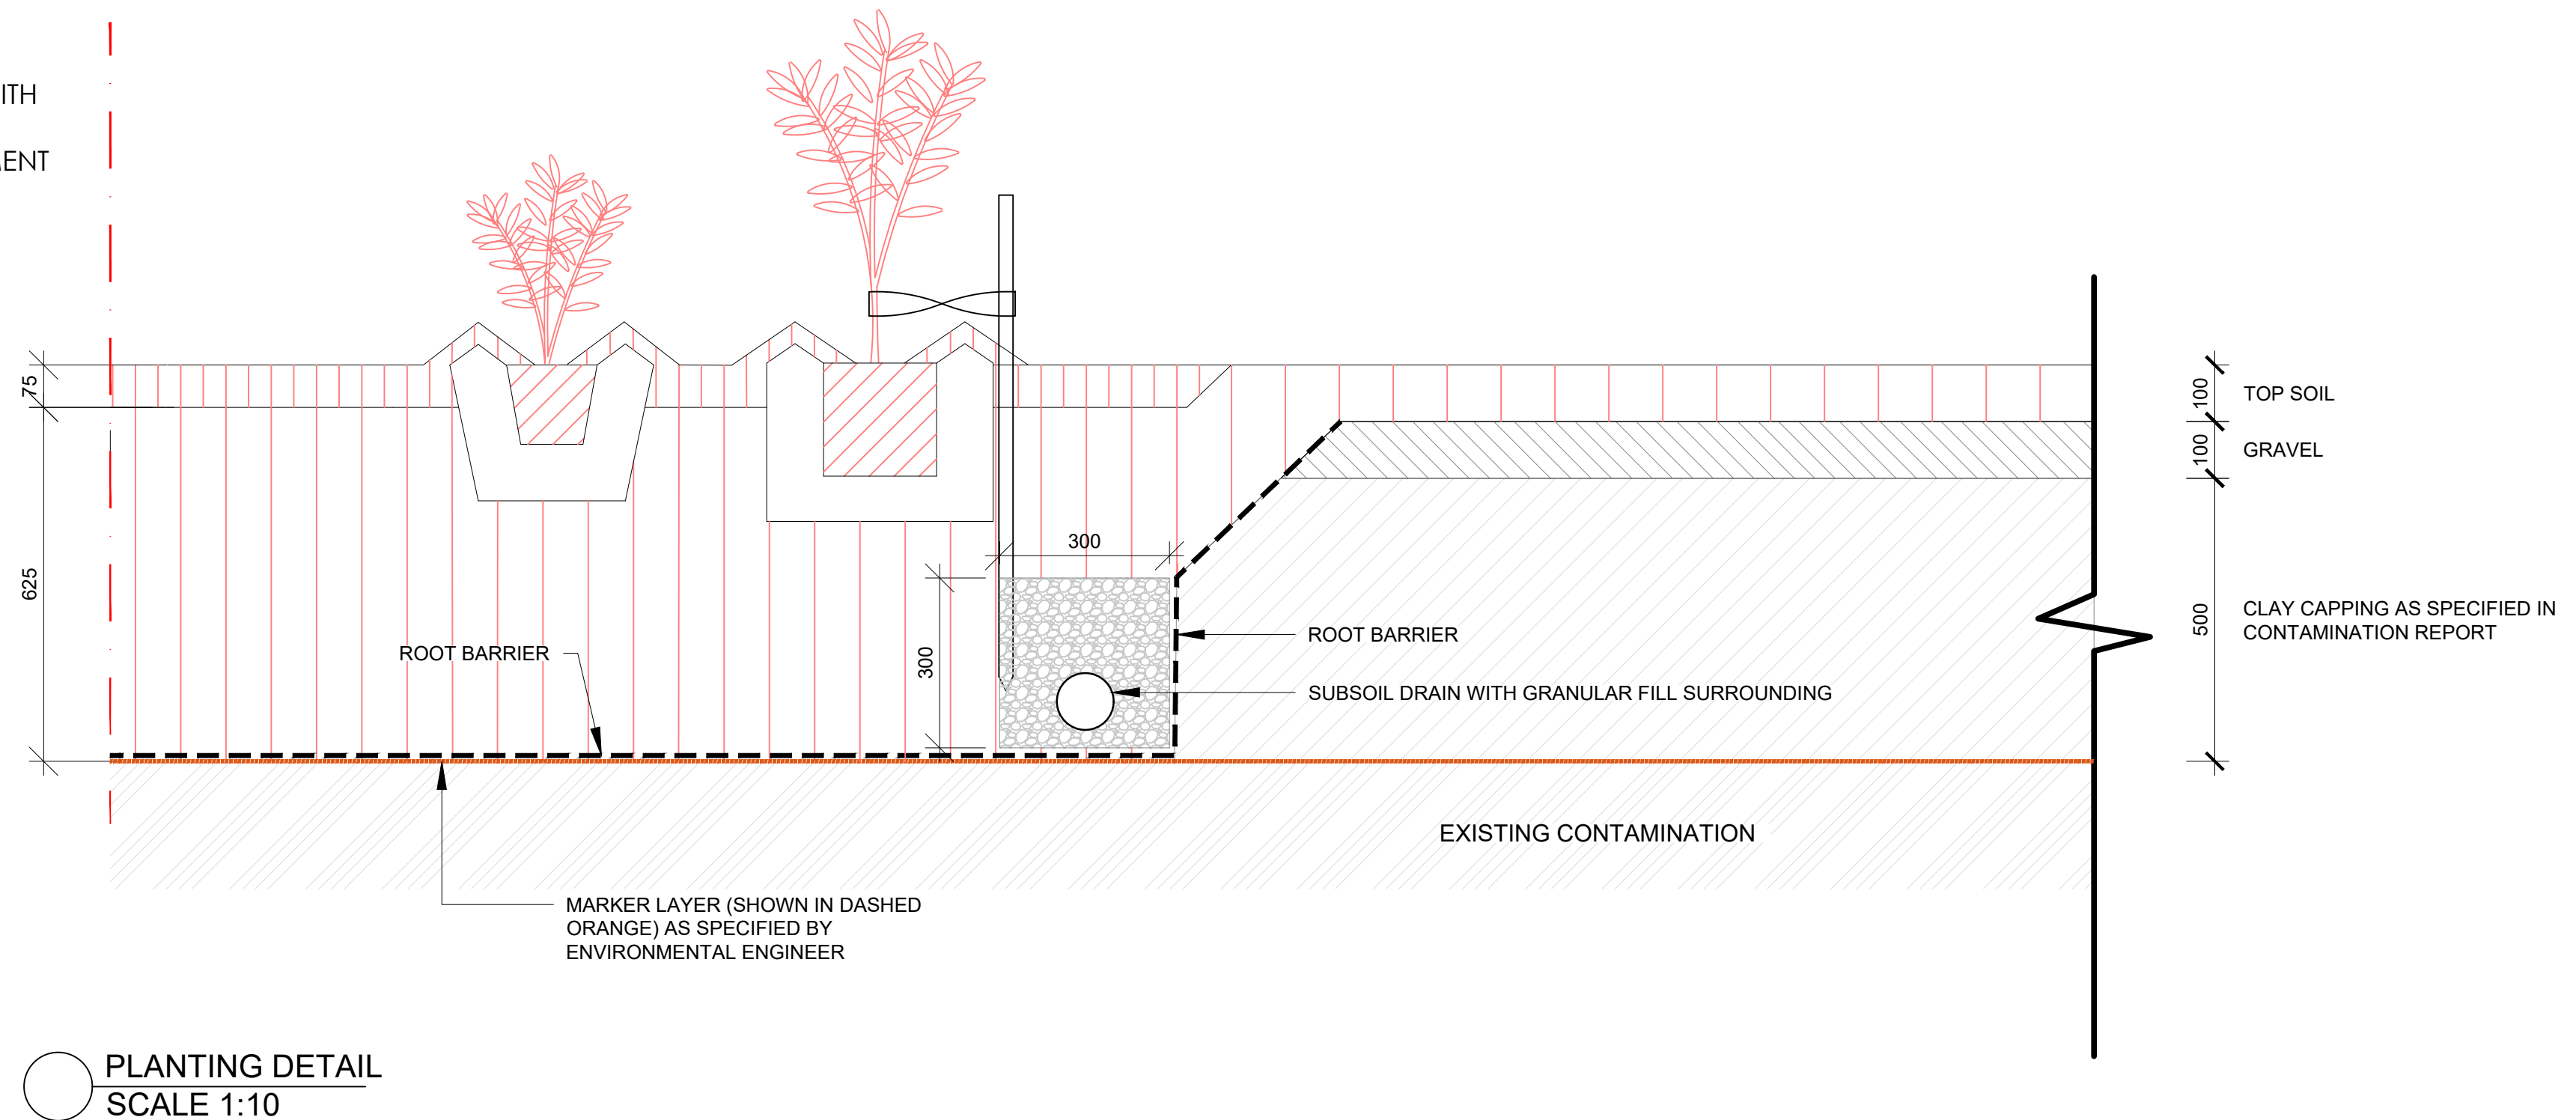 ITH
MENT
75
625
300
300
100
TOP SOIL
100
GRAVEL
500
CLAY CAPPING AS SPECIFIED IN
CONTAMINATION REPORT
ROOT BARRIER
ROOT BARRIER
SUBSOIL DRAIN WITH GRANULAR FILL SURROUNDING
EXISTING CONTAMINATION
MARKER LAYER (SHOWN IN DASHED
ORANGE) AS SPECIFIED BY
ENVIRONMENTAL ENGINEER
PLANTING DETAIL
SCALE 1:10